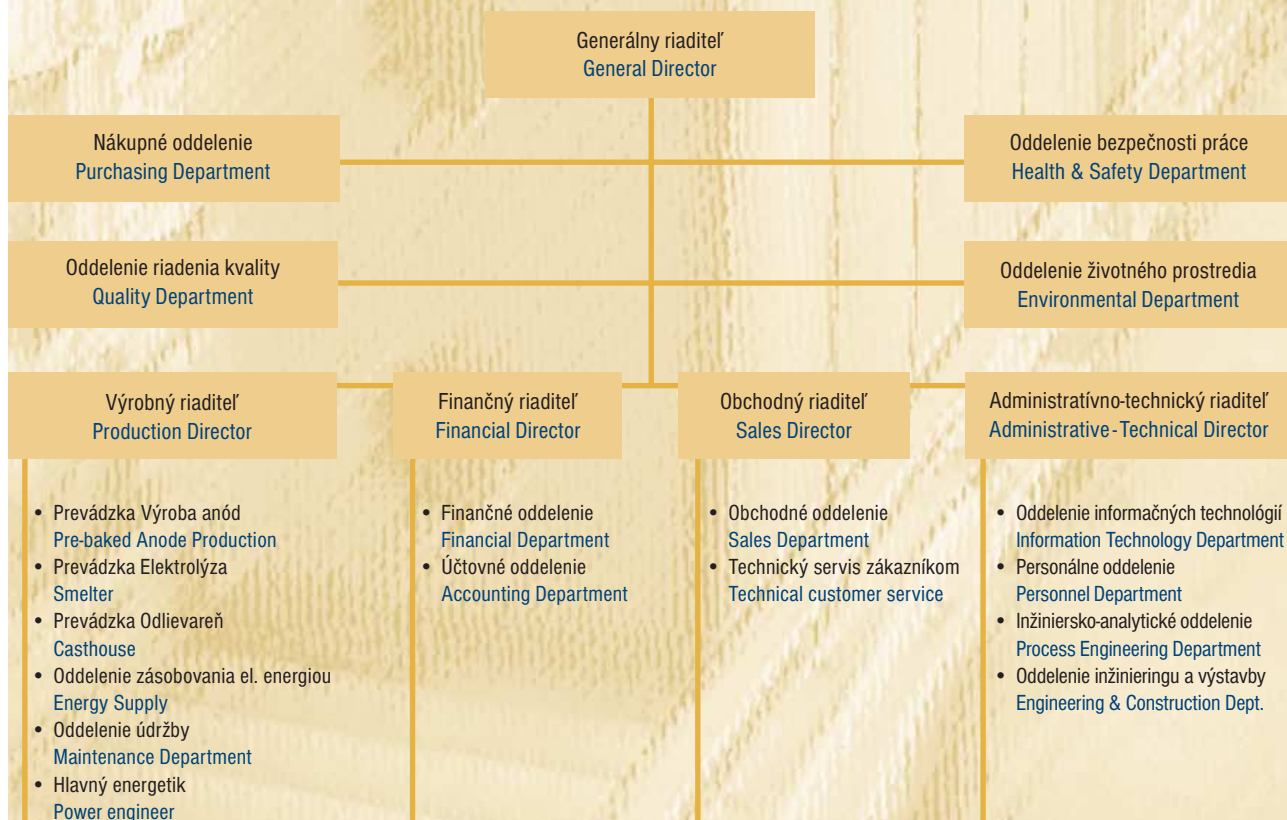 Generálny riaditeľ
General Director
Nákupné oddelenie
Purchasing Department
Oddelenie bezpečnosti práce
Health & Safety Department
Oddelenie riadenia kvality
Quality Department
Oddelenie životného prostredia
Environmental Department
Výrobný riaditeľ
Production Director
Finančný riaditeľ
Financial Director
Obchodný riaditeľ
Sales Director
Administratívno-technický riaditeľ
Administrative-Technical Director
• Prevádzka Výroba anód
Pre-baked Anode Production
• Prevádzka Elektrolýza
Smelter
• Prevádzka Odlievareň
Casthouse
• Oddelenie zásobovania el. energiou
Energy Supply
• Oddelenie údržby
Maintenance Department
• Hlavný energetik
Power engineer
• Finančné oddelenie
Financial Department
• Účtovné oddelenie
Accounting Department
• Obchodné oddelenie
Sales Department
• Technický servis zákazníkom
Technical customer service
• Oddelenie informačných technológií
Information Technology Department
• Personálne oddelenie
Personnel Department
• Inžiniersko-analytické oddelenie
Process Engineering Department
• Oddelenie inžinieringu a výstavby
Engineering & Construction Dept.